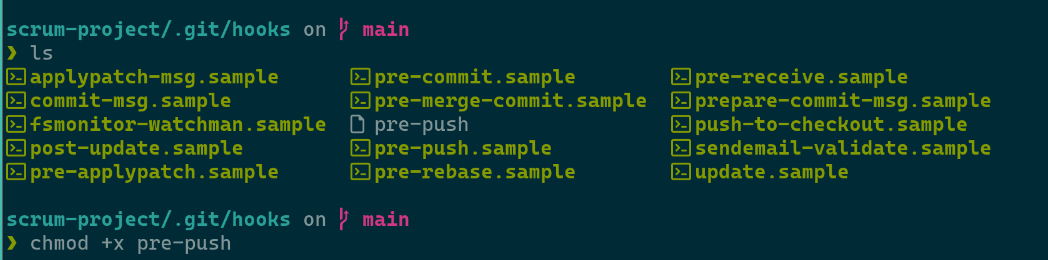 scrum-project/.git/hooks on main
❯ ls
applypatch-msg.sample pre-commit.sample pre-receive.sample
commit-msg.sample pre-merge-commit.sample prepare-commit-msg.sample
fsmonitor-watchman.sample pre-push push-to-checkout.sample
post-update.sample pre-push.sample sendemail-validate.sample
pre-applypatch.sample pre-rebase.sample update.sample
scrum-project/.git/hooks on main
❯ chmod +x pre-push